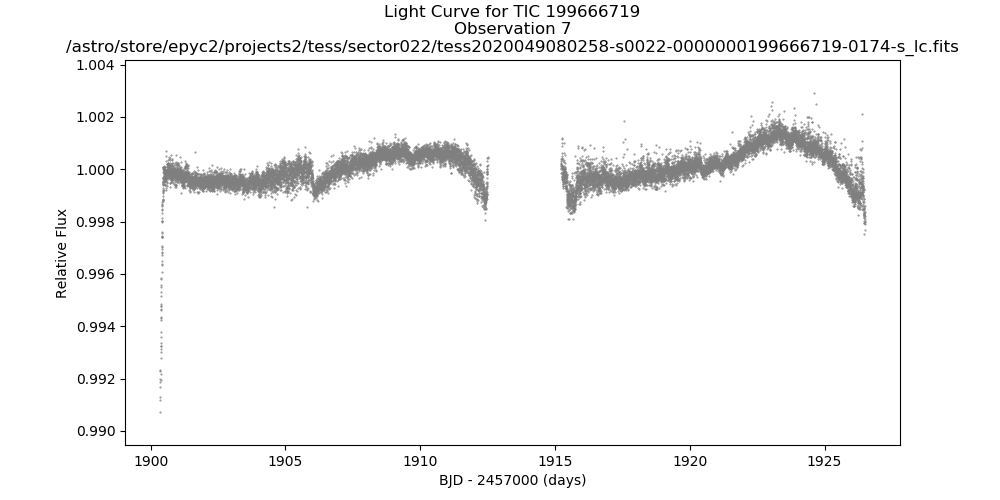 Light Curve for TIC 199666719
Observation 7
/astro/store/epyc2/projects2/tess/sector022/tess2020049080258-s0022-0000000199666719-0174-s_lc.fits
1.004
1.002
1.000
0.998
0.996
0.994
0.992
0.990
Relative Flux
1900
1905
1910
1915
1920
1925
BJD - 2457000 (days)